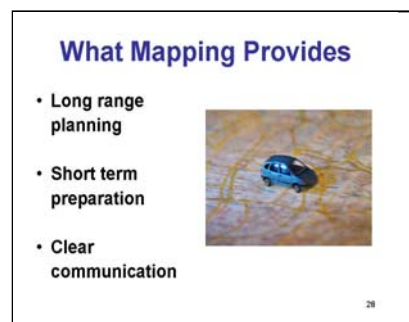 What Mapping Provides
• Long range
planning
• Short term
preparation
• Clear
communication
28